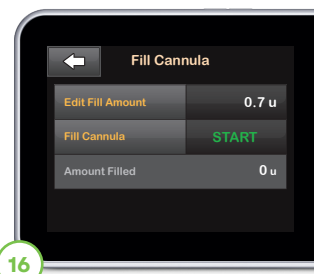 Fill Cannula
Edit Fill Amount 0.7 u
Fill Cannula START
Amount Filled 0 u
16